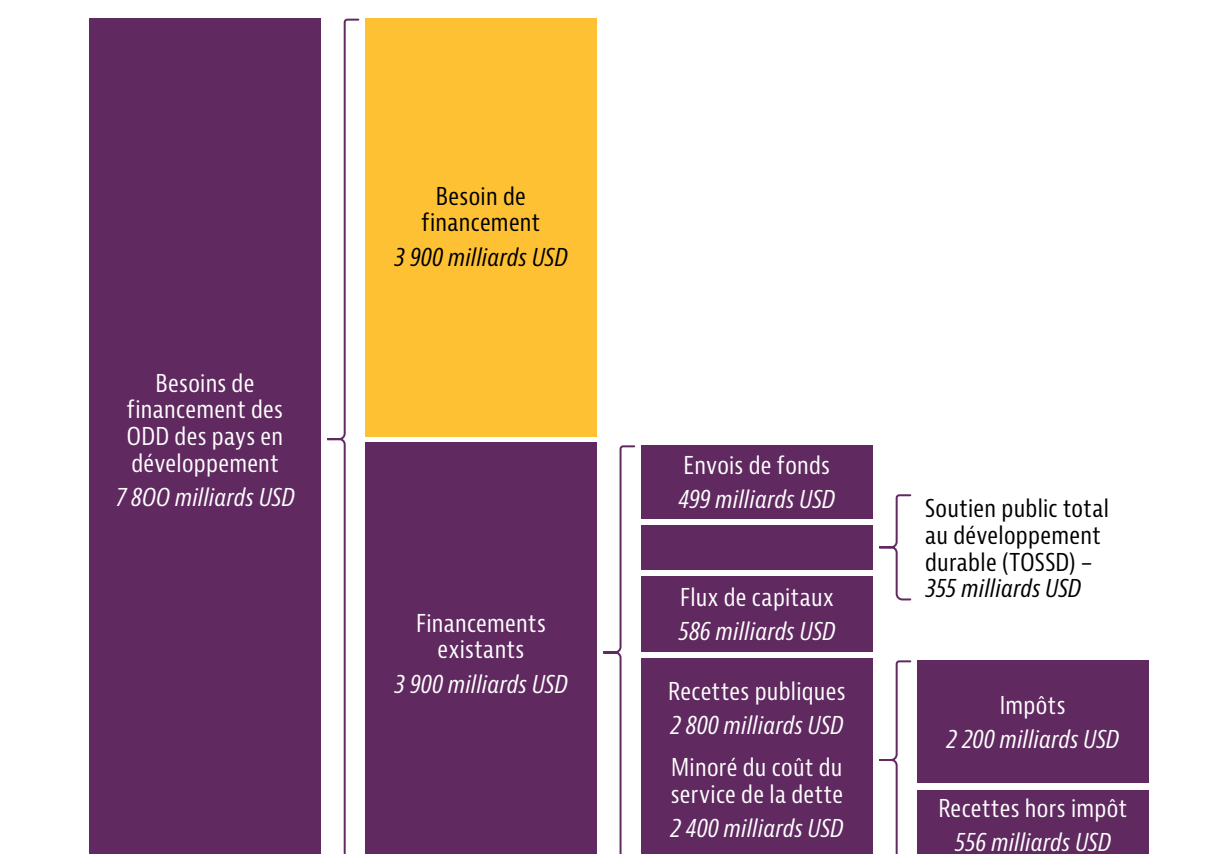 Besoins de
financement des
ODD des pays en
développement
7 800 milliards USD
Besoin de
financement
3 900 milliards USD
Financements
existants
3 900 milliards USD
Envois de fonds
499 milliards USD
Soutien public total
au développement
durable (TOSSD) –
355 milliards USD
Flux de capitaux
586 milliards USD
Recettes publiques
2 800 milliards USD
Minoré du coût du
service de la dette
2 400 milliards USD
Impôts
2 200 milliards USD
Recettes hors impôt
556 milliards USD